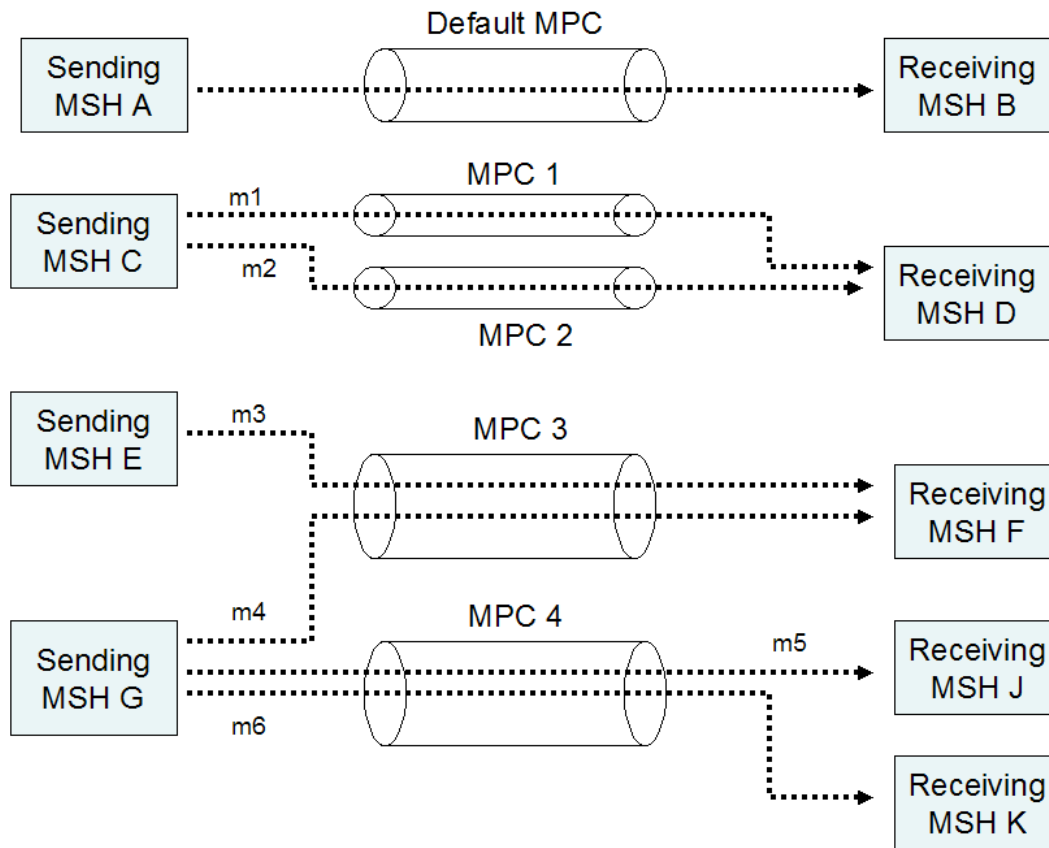 Default MPC
Sending
MSH A
Receiving
MSH B
MPC 1
m1
Sending
MSH C
m2
Receiving
MSH D
MPC 2
m3
Sending
MSH E
MPC 3
Receiving
MSH F
m4
MPC 4
m5
Sending
MSH G
Receiving
MSH J
m6
Receiving
MSH K